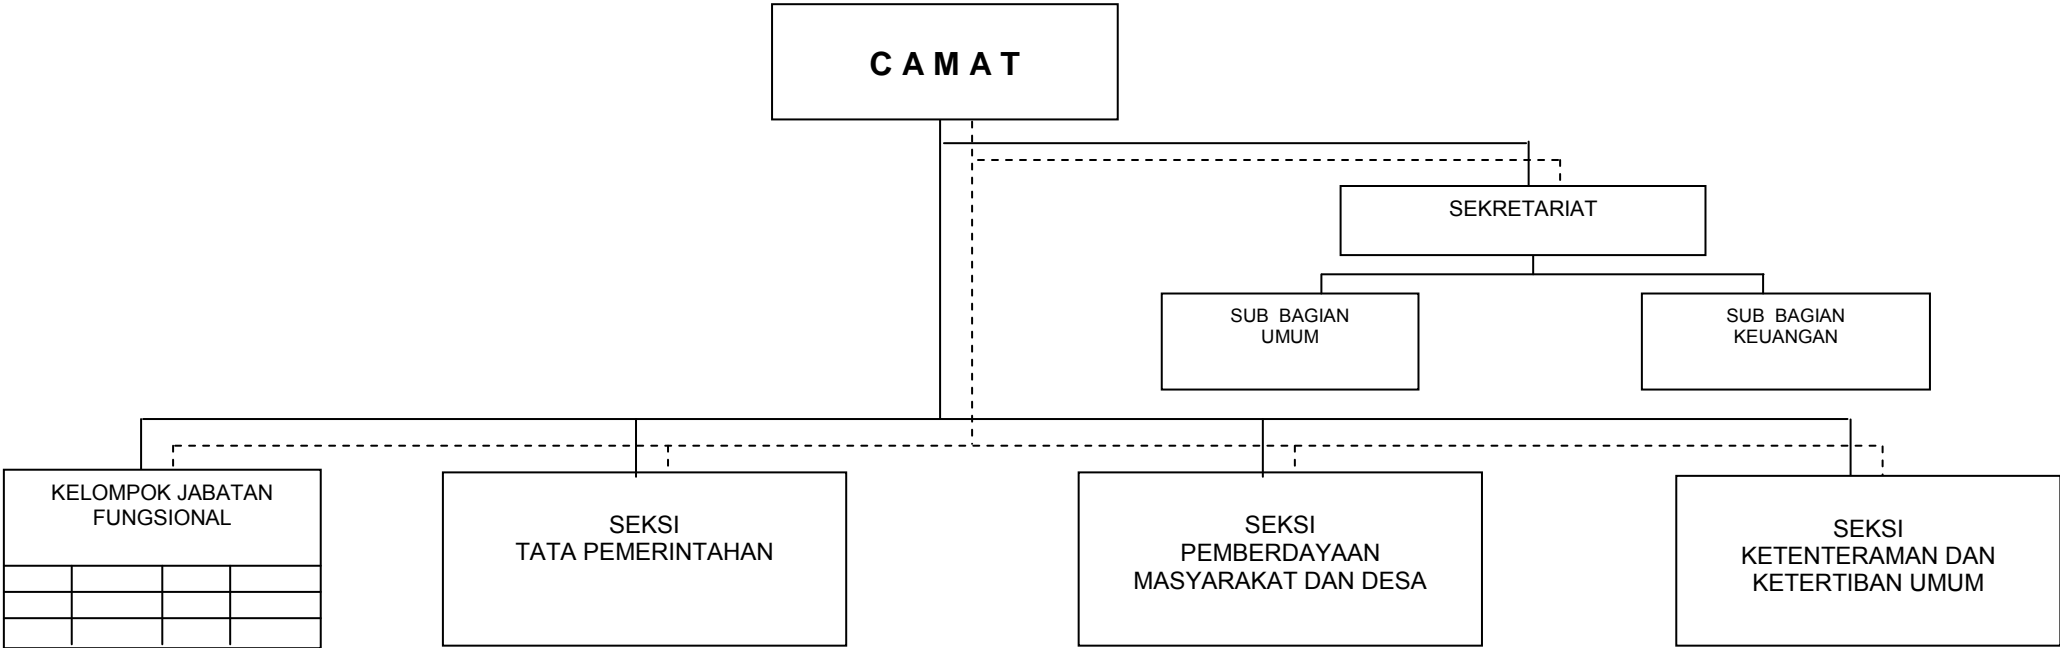 C A M A T
SEKRETARIAT
SUB BAGIAN
UMUM
SUB BAGIAN
KEUANGAN
KELOMPOK JABATAN
FUNGSIONAL
SEKSI
TATA PEMERINTAHAN
SEKSI
PEMBERDAYAAN
MASYARAKAT DAN DESA
SEKSI
KETENTERAMAN DAN
KETERTIBAN UMUM